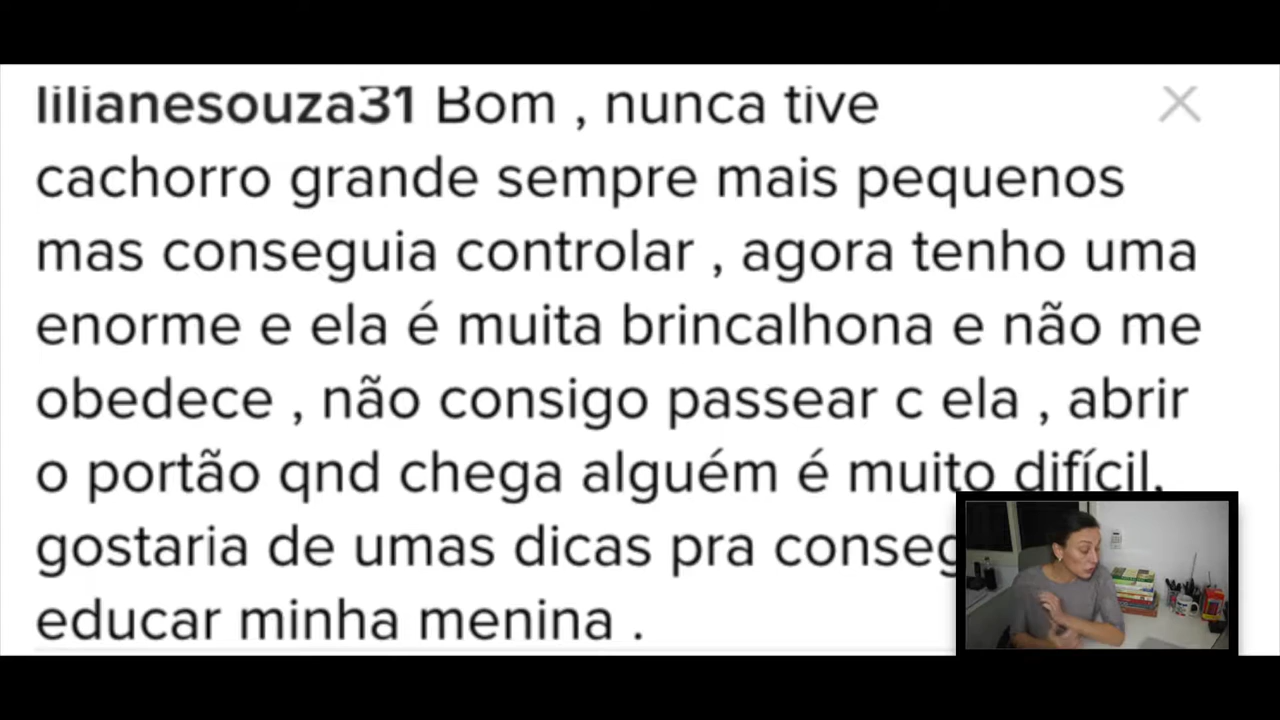 lilianesouza31 Bom , nunca tive
cachorro grande sempre mais pequenos
mas conseguia controlar , agora tenho uma
enorme e ela é muita brincalhona e não me
obedece , não consigo passear c ela , abrir
o portão qnd chega alguém é muito difícil,
gostaria de umas dicas pra conseg
educar minha menina .